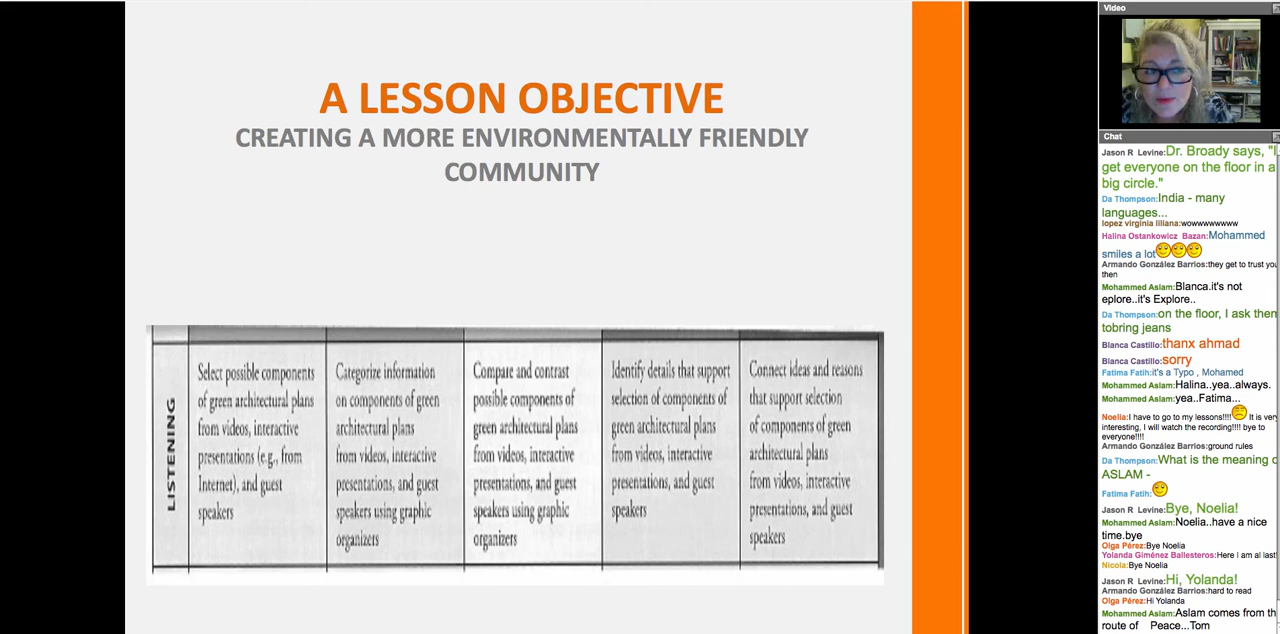 A LESSON OBJECTIVE
CREATING A MORE ENVIRONMENTALLY FRIENDLY
COMMUNITY
LISTENING
Select possible components
of green architectural plans
from videos, interactive
presentations (e.g., from
Internet), and guest
speakers
Categorize information
on components of green
architectural plans
from videos, interactive
presentations, and guest
speakers using graphic
organizers
Compare and contrast
possible components of
green architectural plans
from videos, interactive
presentations, and guest
speakers using graphic
organizers
Identify details that support
selection of components of
green architectural plans
from videos, interactive
presentations, and guest
speakers
Connect ideas and reasons
that support selection
of components of green
architectural plans
from videos, interactive
presentations, and guest
speakers
Video
Chat
Jason R Levine:Dr. Broady says, "I
get everyone on the floor in a
big circle."
Da Thompson:India - many
languages...
lopez virginia liliana:wowwwwwwww
Halina Ostankowicz Bazan:Mohammed
smiles a lot
Armando González Barrios:they get to trust you
then
Mohammed Aslam:Blanca.it's not
eplore..it's Explore..
Da Thompson:on the floor, I ask them
tobring jeans
Blanca Castillo:thanx ahmad
Blanca Castillo:sorry
Fatima Fatih:it's a Typo , Mohamed
Mohammed Aslam:Halina..yea..always.
Mohammed Aslam:yea..Fatima...
Noelia:I have to go to my lessons!!!! It is very
interesting, I will watch the recording!!!! bye to
everyone!!!!
Armando González Barrios:ground rules
Da Thompson:What is the meaning o
ASLAM -
Fatima Fatih:
Jason R Levine:Bye, Noelia!
Mohammed Aslam:Noelia..have a nice
time.bye
Olga Pérez:Bye Noelia
Yolanda Giménez Ballesteros:Here I am al last!
Nicola:Bye Noelia
Jason R Levine:Hi, Yolanda!
Armando González Barrios:hard to read
Olga Pérez:Hi Yolanda
Mohammed Aslam:Aslam comes from th
route of Peace...Tom